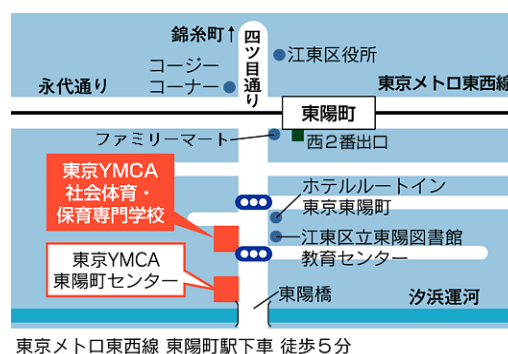 錦糸町↑
四ツ目通り
江東区役所
コージー
コーナー
永代通り
東京メトロ東西線
東陽町
ファミリーマート
西2番出口
東京YMCA
社会体育・
保育専門学校
ホテルルートイン
東京東陽町
江東区立東陽図書館
教育センター
東京YMCA
東陽町センター
東陽橋
汐浜運河
東京メトロ東西線 東陽町駅下車 徒歩5分